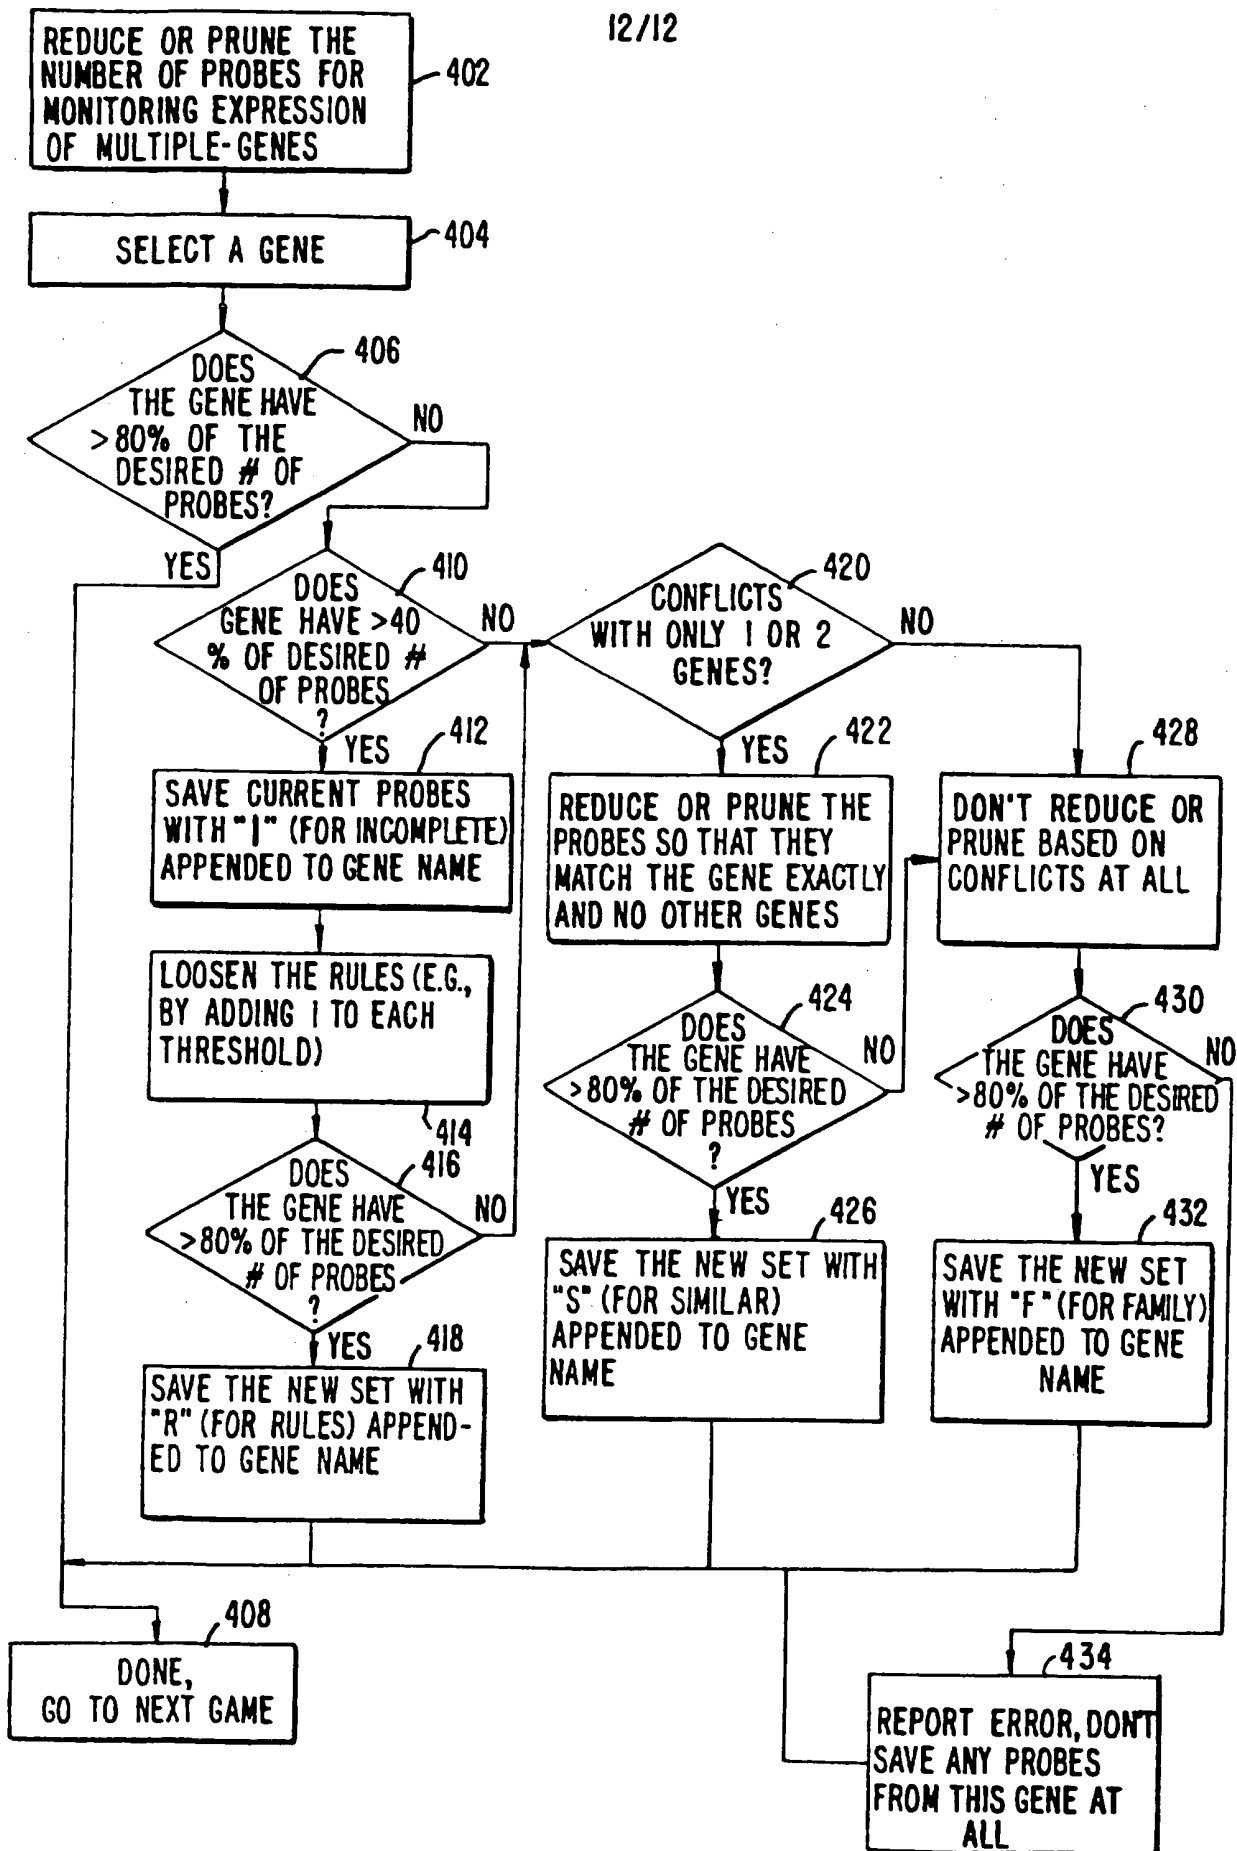 12/12
REDUCE OR PRUNE THE
NUMBER OF PROBES FOR
MONITORING EXPRESSION
OF MULTIPLE-GENES
402
SELECT A GENE
404
406
DOES
THE GENE HAVE
>80% OF THE
DESIRED # OF
PROBES?
NO
YES
410
DOES
GENE HAVE >40
% OF DESIRED #
OF PROBES
?
NO
YES
412
SAVE CURRENT PROBES
WITH "I" (FOR INCOMPLETE)
APPENDED TO GENE NAME
LOOSEN THE RULES (E.G.,
BY ADDING 1 TO EACH
THRESHOLD)
414
416
DOES
THE GENE HAVE
>80% OF THE DESIRED
# OF PROBES
?
NO
YES
418
SAVE THE NEW SET WITH
"R" (FOR RULES) APPEND-
ED TO GENE NAME
420
CONFLICTS
WITH ONLY 1 OR 2
GENES?
NO
YES
422
REDUCE OR PRUNE THE
PROBES SO THAT THEY
MATCH THE GENE EXACTLY
AND NO OTHER GENES
424
DOES
THE GENE HAVE
>80% OF THE DESIRED
# OF PROBES
?
NO
YES
426
SAVE THE NEW SET WITH
"S" (FOR SIMILAR)
APPENDED TO GENE
NAME
428
DON'T REDUCE OR
PRUNE BASED ON
CONFLICTS AT ALL
430
DOES
THE GENE HAVE
>80% OF THE DESIRED
# OF PROBES?
NO
YES
432
SAVE THE NEW SET
WITH "F" (FOR FAMILY)
APPENDED TO GENE
NAME
408
DONE,
GO TO NEXT GAME
434
REPORT ERROR, DON'T
SAVE ANY PROBES
FROM THIS GENE AT
ALL